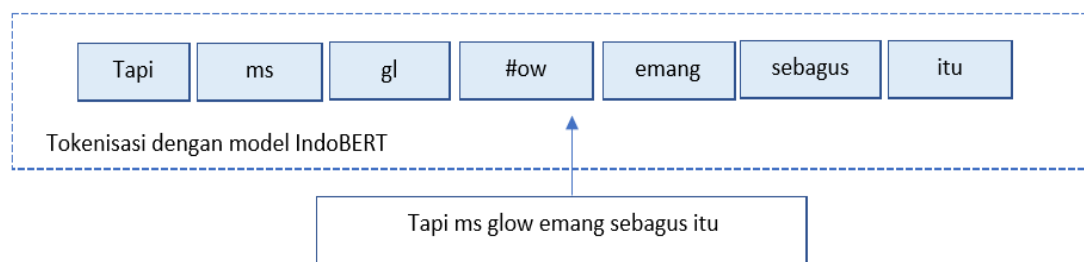 Tapi ms gl #ow emang sebagus itu
Tokenisasi dengan model IndoBERT
Tapi ms glow emang sebagus itu